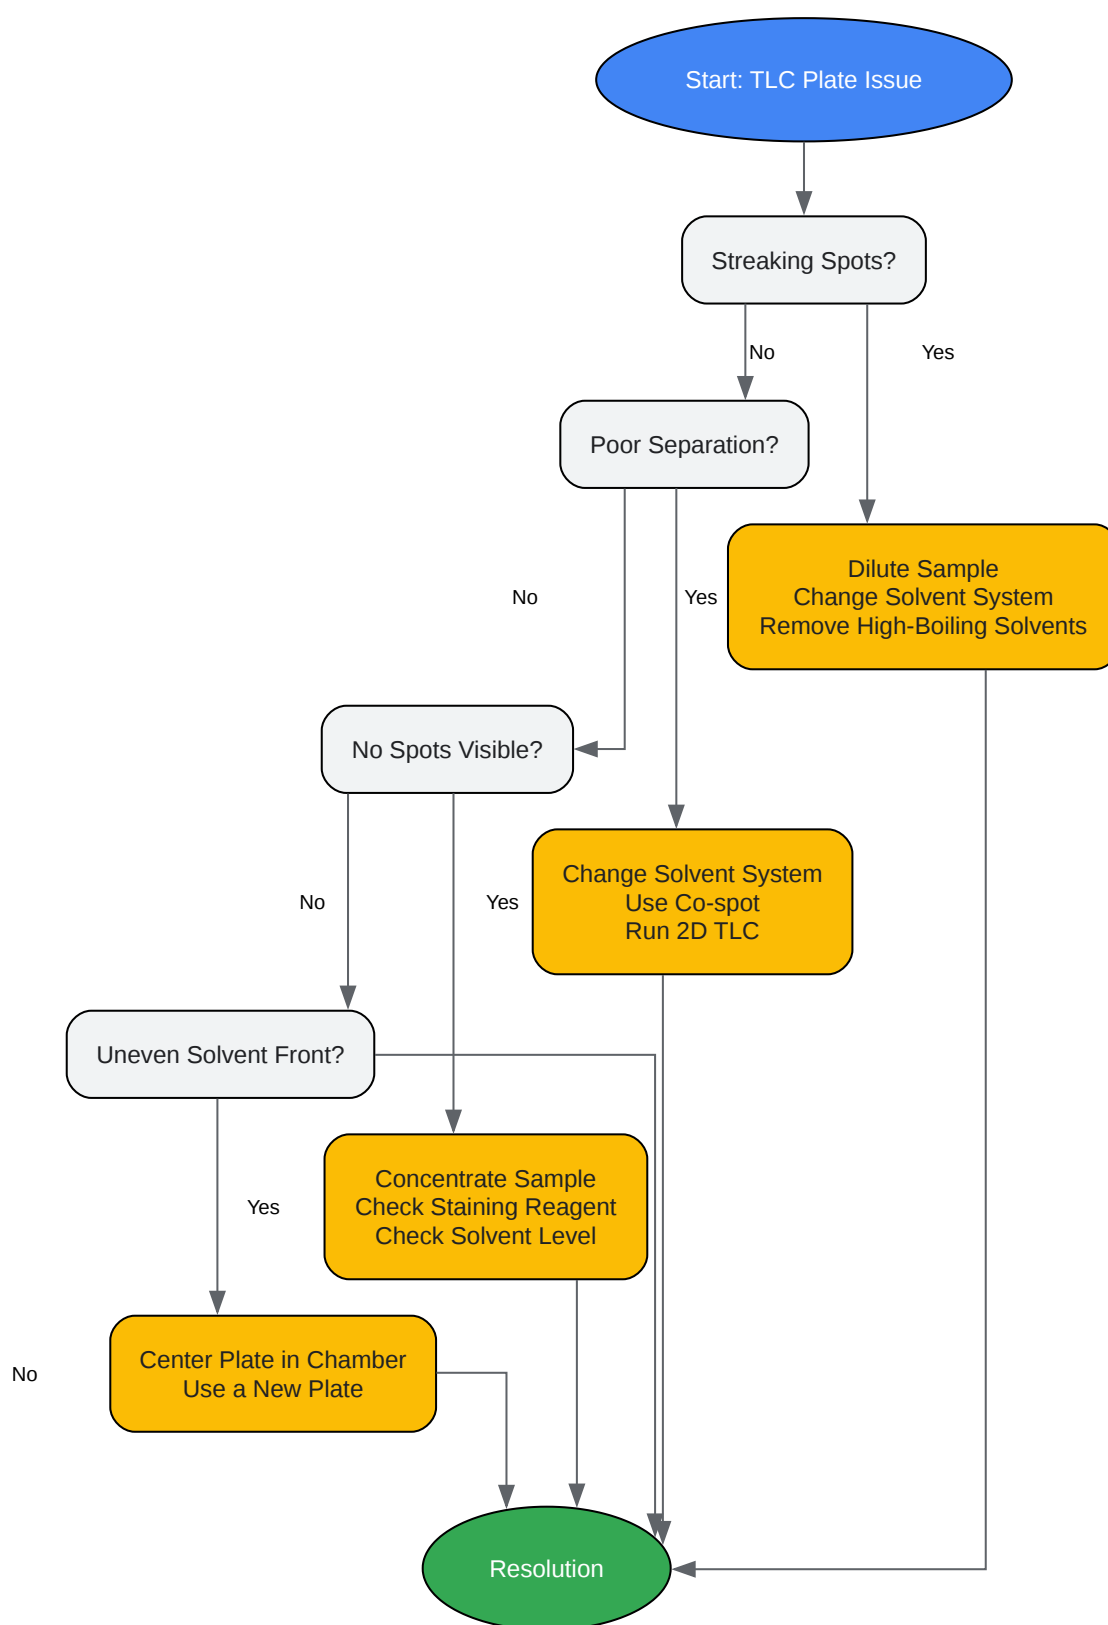 Start: TLC Plate Issue
Streaking Spots?
No
Yes
Poor Separation?
Dilute Sample
Change Solvent System
Remove High-Boiling Solvents
No
Yes
No Spots Visible?
Change Solvent System
Use Co-spot
Run 2D TLC
No
Yes
Uneven Solvent Front?
Concentrate Sample
Check Staining Reagent
Check Solvent Level
Yes
Center Plate in Chamber
Use a New Plate
No
Resolution